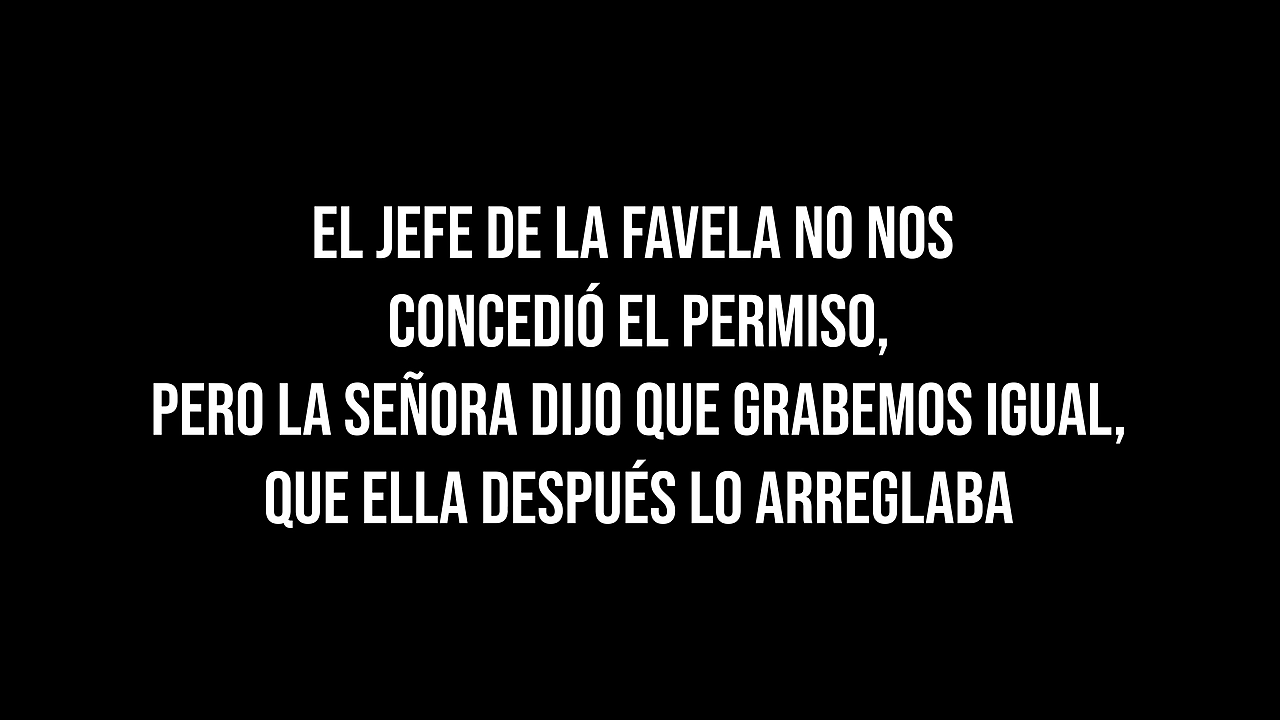 EL JEFE DE LA FAVELA NO NOS
CONCEDIÓ EL PERMISO,
PERO LA SEÑORA DIJO QUE GRABEMOS IGUAL,
QUE ELLA DESPUÉS LO ARREGLABA